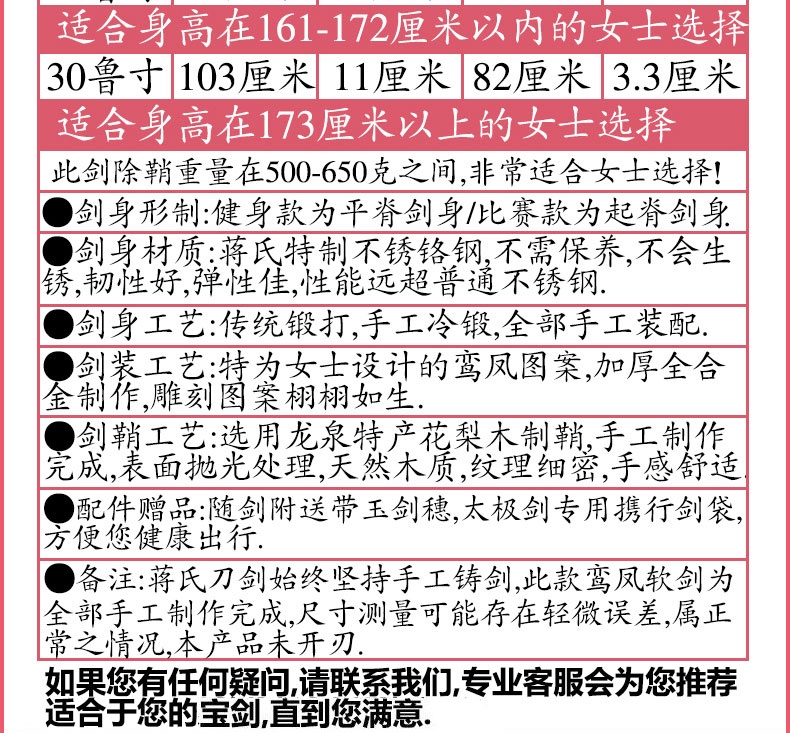 适合身高在161-172厘米以内的女士选择
30鲁寸 103厘米 11厘米 82厘米 3.3厘米
适合身高在173厘米以上的女士选择
此剑除鞘重量在500-650克之间,非常适合女士选择!
●剑身形制:健身款为平脊剑身/比赛款为起脊剑身
●剑身材质:蒋氏特制不锈铬钢,不需保养,不会生
锈,韧性好,弹性佳,性能远超普通不锈钢.
●剑身工艺:传统锻打,手工冷锻,全部手工装配.
●剑装工艺:特为女士设计的鸾凤图案,加厚全合
金制作,雕刻图案栩栩如生.
●剑鞘工艺:选用龙泉特产花梨木制鞘,手工制作
完成,表面抛光处理,天然木质,纹理细密,手感舒适.
●配件赠品:随剑附送带玉剑穗,太极剑专用携行剑袋,
方便您健康出行.
●备注:蒋氏刀剑始终坚持手工铸剑,此款鸾凤软剑为
全部手工制作完成,尺寸测量可能存在轻微误差,属正
常之情况,本产品未开刃.
如果您有任何疑问,请联系我们,专业客服会为您推荐
适合于您的宝剑,直到您满意.